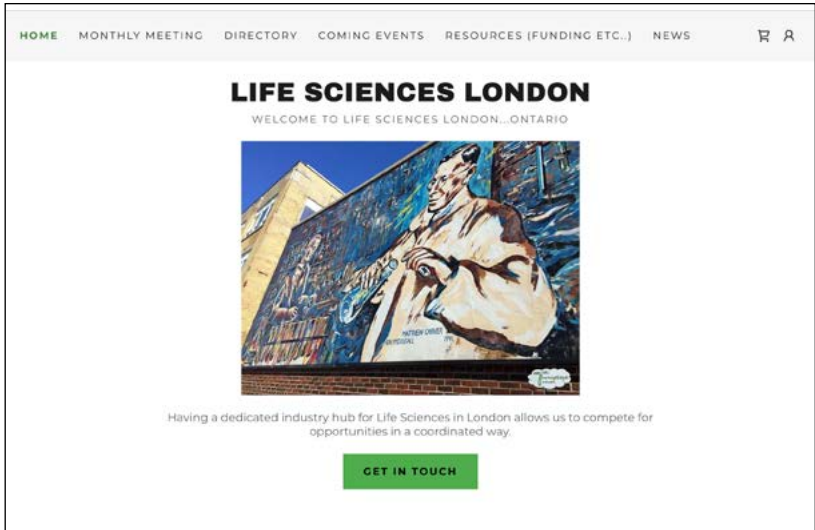 HOME MONTHLY MEETING DIRECTORY COMING EVENTS RESOURCES (FUNDING ETC..) NEWS
LIFE SCIENCES LONDON
WELCOME TO LIFE SCIENCES LONDON...ONTARIO
MATTHEW CARVER
Having a dedicated industry hub for Life Sciences in London allows us to compete for
opportunities in a coordinated way.
GET IN TOUCH